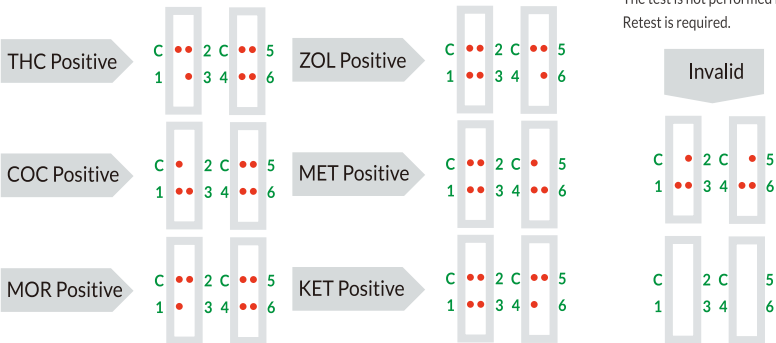 The test is not performed
Retest is required.
Invalid
THC Positive
C 2 C 5
1 3 4 6
ZOL Positive
C 2 C 5
1 3 4 6
COC Positive
C 2 C 5
1 3 4 6
MET Positive
C 2 C 5
1 3 4 6
C 2 C 5
1 3 4 6
MOR Positive
C 2 C 5
1 3 4 6
KET Positive
C 2 C 5
1 3 4 6
C 2 C 5
1 3 4 6